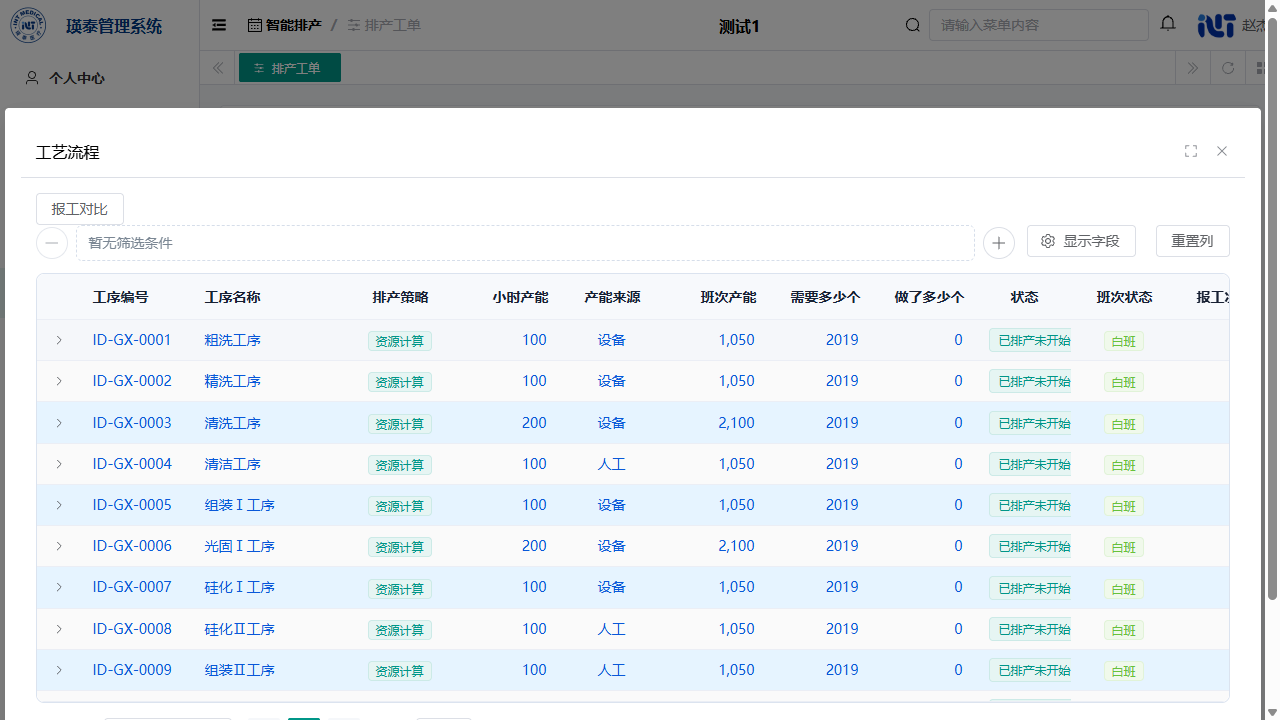 瑛泰管理系统
智能排产 / 排产工单
测试1
请输入菜单内容
个人中心
排产工单
工艺流程
报工对比
暂无筛选条件
显示字段
重置列
工序编号 工序名称 排产策略 小时产能 产能来源 班次产能 需要多少个 做了多少个 状态 班次状态 报工
ID-GX-0001 粗洗工序 资源计算 100 设备 1,050 2019 0 已排产未开始 白班
ID-GX-0002 精洗工序 资源计算 100 设备 1,050 2019 0 已排产未开始 白班
ID-GX-0003 清洗工序 资源计算 200 设备 2,100 2019 0 已排产未开始 白班
ID-GX-0004 清洁工序 资源计算 100 人工 1,050 2019 0 已排产未开始 白班
ID-GX-0005 组装Ⅰ工序 资源计算 100 设备 1,050 2019 0 已排产未开始 白班
ID-GX-0006 光固Ⅰ工序 资源计算 200 设备 2,100 2019 0 已排产未开始 白班
ID-GX-0007 硅化Ⅰ工序 资源计算 100 设备 1,050 2019 0 已排产未开始 白班
ID-GX-0008 硅化Ⅱ工序 资源计算 100 人工 1,050 2019 0 已排产未开始 白班
ID-GX-0009 组装Ⅱ工序 资源计算 100 人工 1,050 2019 0 已排产未开始 白班